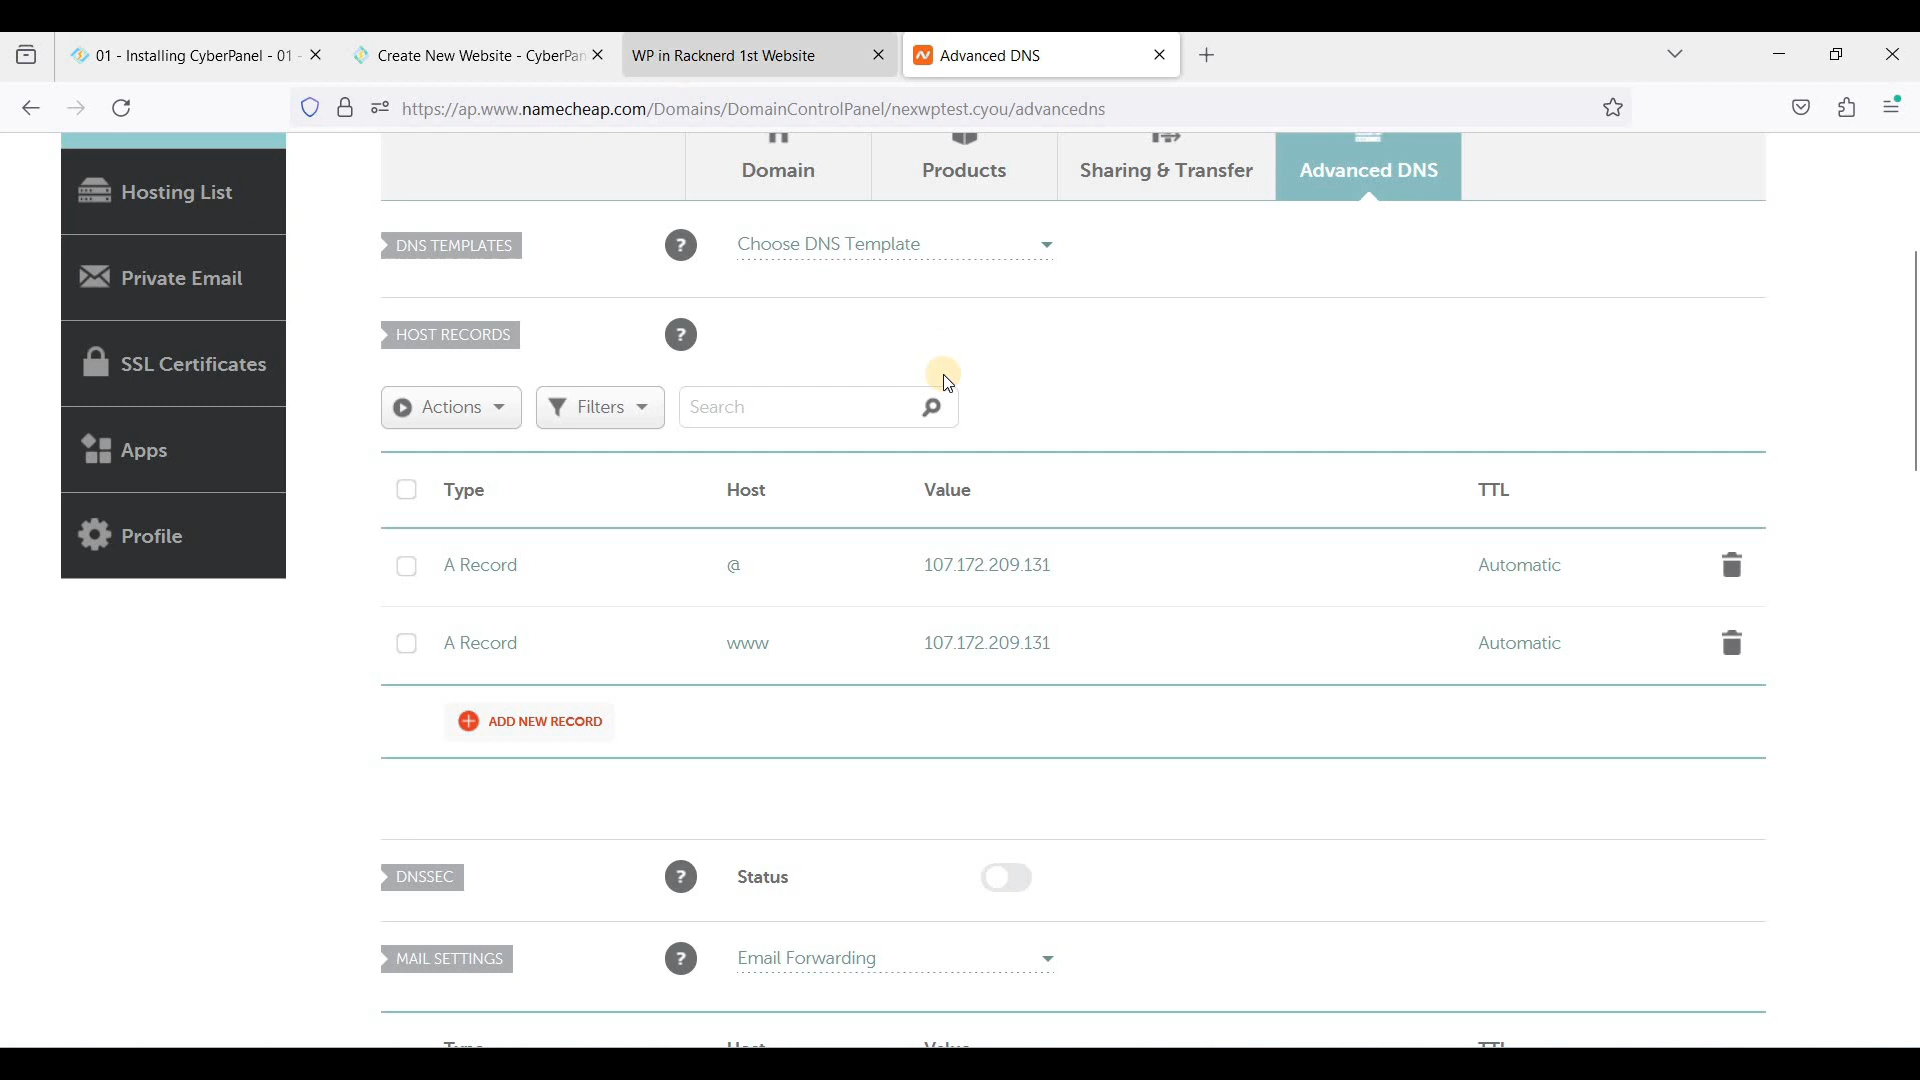 01 - Installing CyberPanel - 01 -
Create New Website - CyberPan
WP in Racknerd 1st Website
Advanced DNS
https://ap.www.namecheap.com/Domains/DomainControlPanel/nexwptest.cyou/advancedns
Hosting List
Private Email
SSL Certificates
Apps
Profile
Domain
Products
Sharing & Transfer
Advanced DNS
DNS TEMPLATES
?
Choose DNS Template
HOST RECORDS
?
Actions
Filters
Search
Type Host Value TTL
A Record @ 107.172.209.131 Automatic
A Record www 107.172.209.131 Automatic
ADD NEW RECORD
DNSSEC
?
Status
MAIL SETTINGS
?
Email Forwarding
Type Host Value TTL